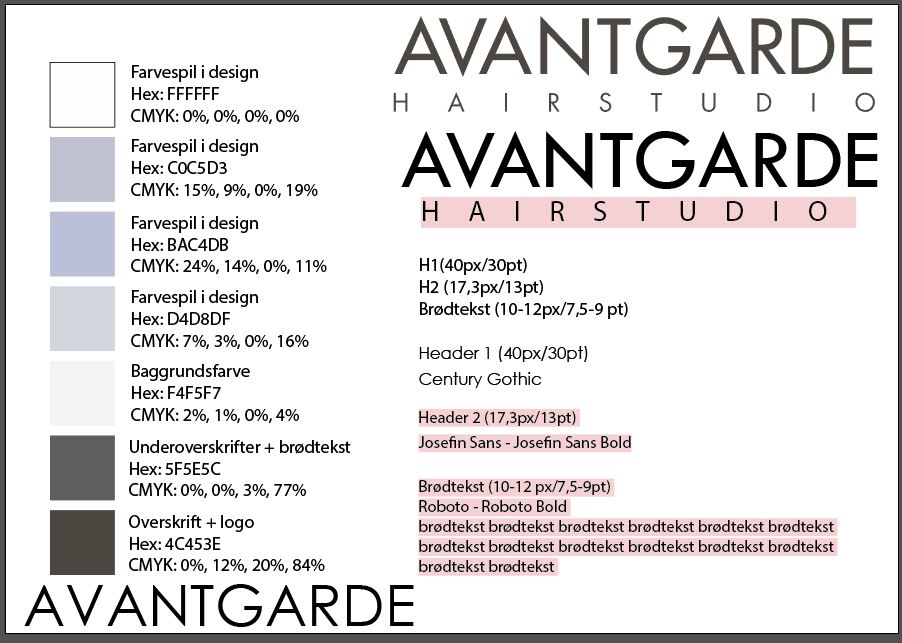 Farvespil i design
Hex: FFFFFF
CMYK: 0%, 0%, 0%, 0%
Farvespil i design
Hex: C0C5D3
CMYK: 15%, 9%, 0%, 19%
Farvespil i design
Hex: BAC4DB
CMYK: 24%, 14%, 0%, 11%
Farvespil i design
Hex: D4D8DF
CMYK: 7%, 3%, 0%, 16%
Baggrundsfarve
Hex: F4F5F7
CMYK: 2%, 1%, 0%, 4%
Underoverskrifter + brødtekst
Hex: 5F5E5C
CMYK: 0%, 0%, 3%, 77%
Overskrift + logo
Hex: 4C453E
CMYK: 0%, 12%, 20%, 84%
AVANTGARDE
AVANTGARDE
HAIRSTUDIO
AVANTGARDE
HAIRSTUDIO
H1(40px/30pt)
H2 (17,3px/13pt)
Brødtekst (10-12px/7,5-9 pt)
Header 1 (40px/30pt)
Century Gothic
Header 2 (17,3px/13pt)
Josefin Sans - Josefin Sans Bold
Brødtekst (10-12 px/7,5-9pt)
Roboto - Roboto Bold
brødtekst brødtekst brødtekst brødtekst brødtekst brødtekst
brødtekst brødtekst brødtekst brødtekst brødtekst brødtekst
brødtekst brødtekst